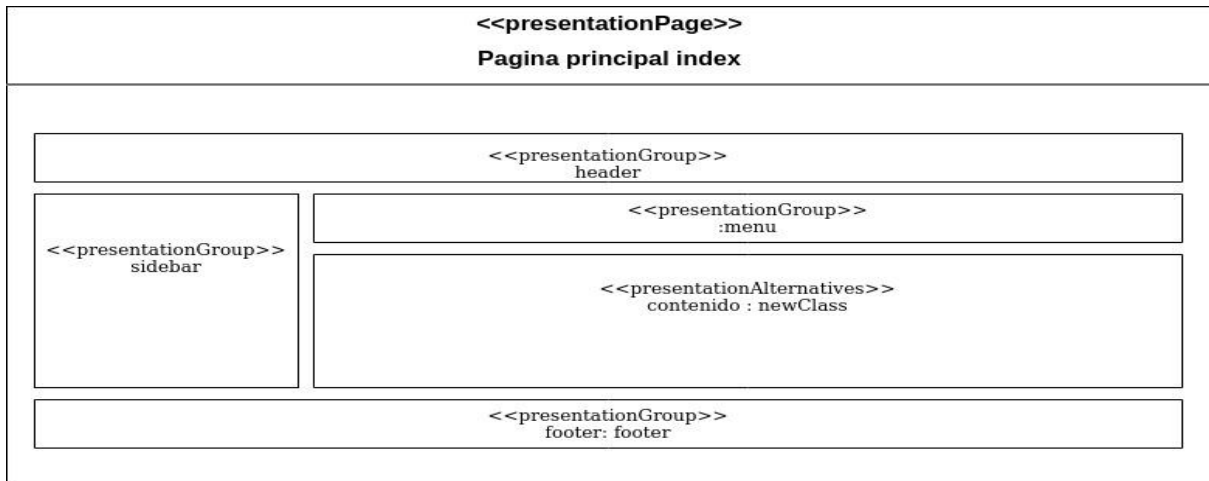 <<presentationPage>>
Pagina principal index
<<presentationGroup>>
header
<<presentationGroup>>
sidebar
<<presentationGroup>>
:menu
<<presentationAlternatives>>
contenido : newClass
<<presentationGroup>>
footer: footer